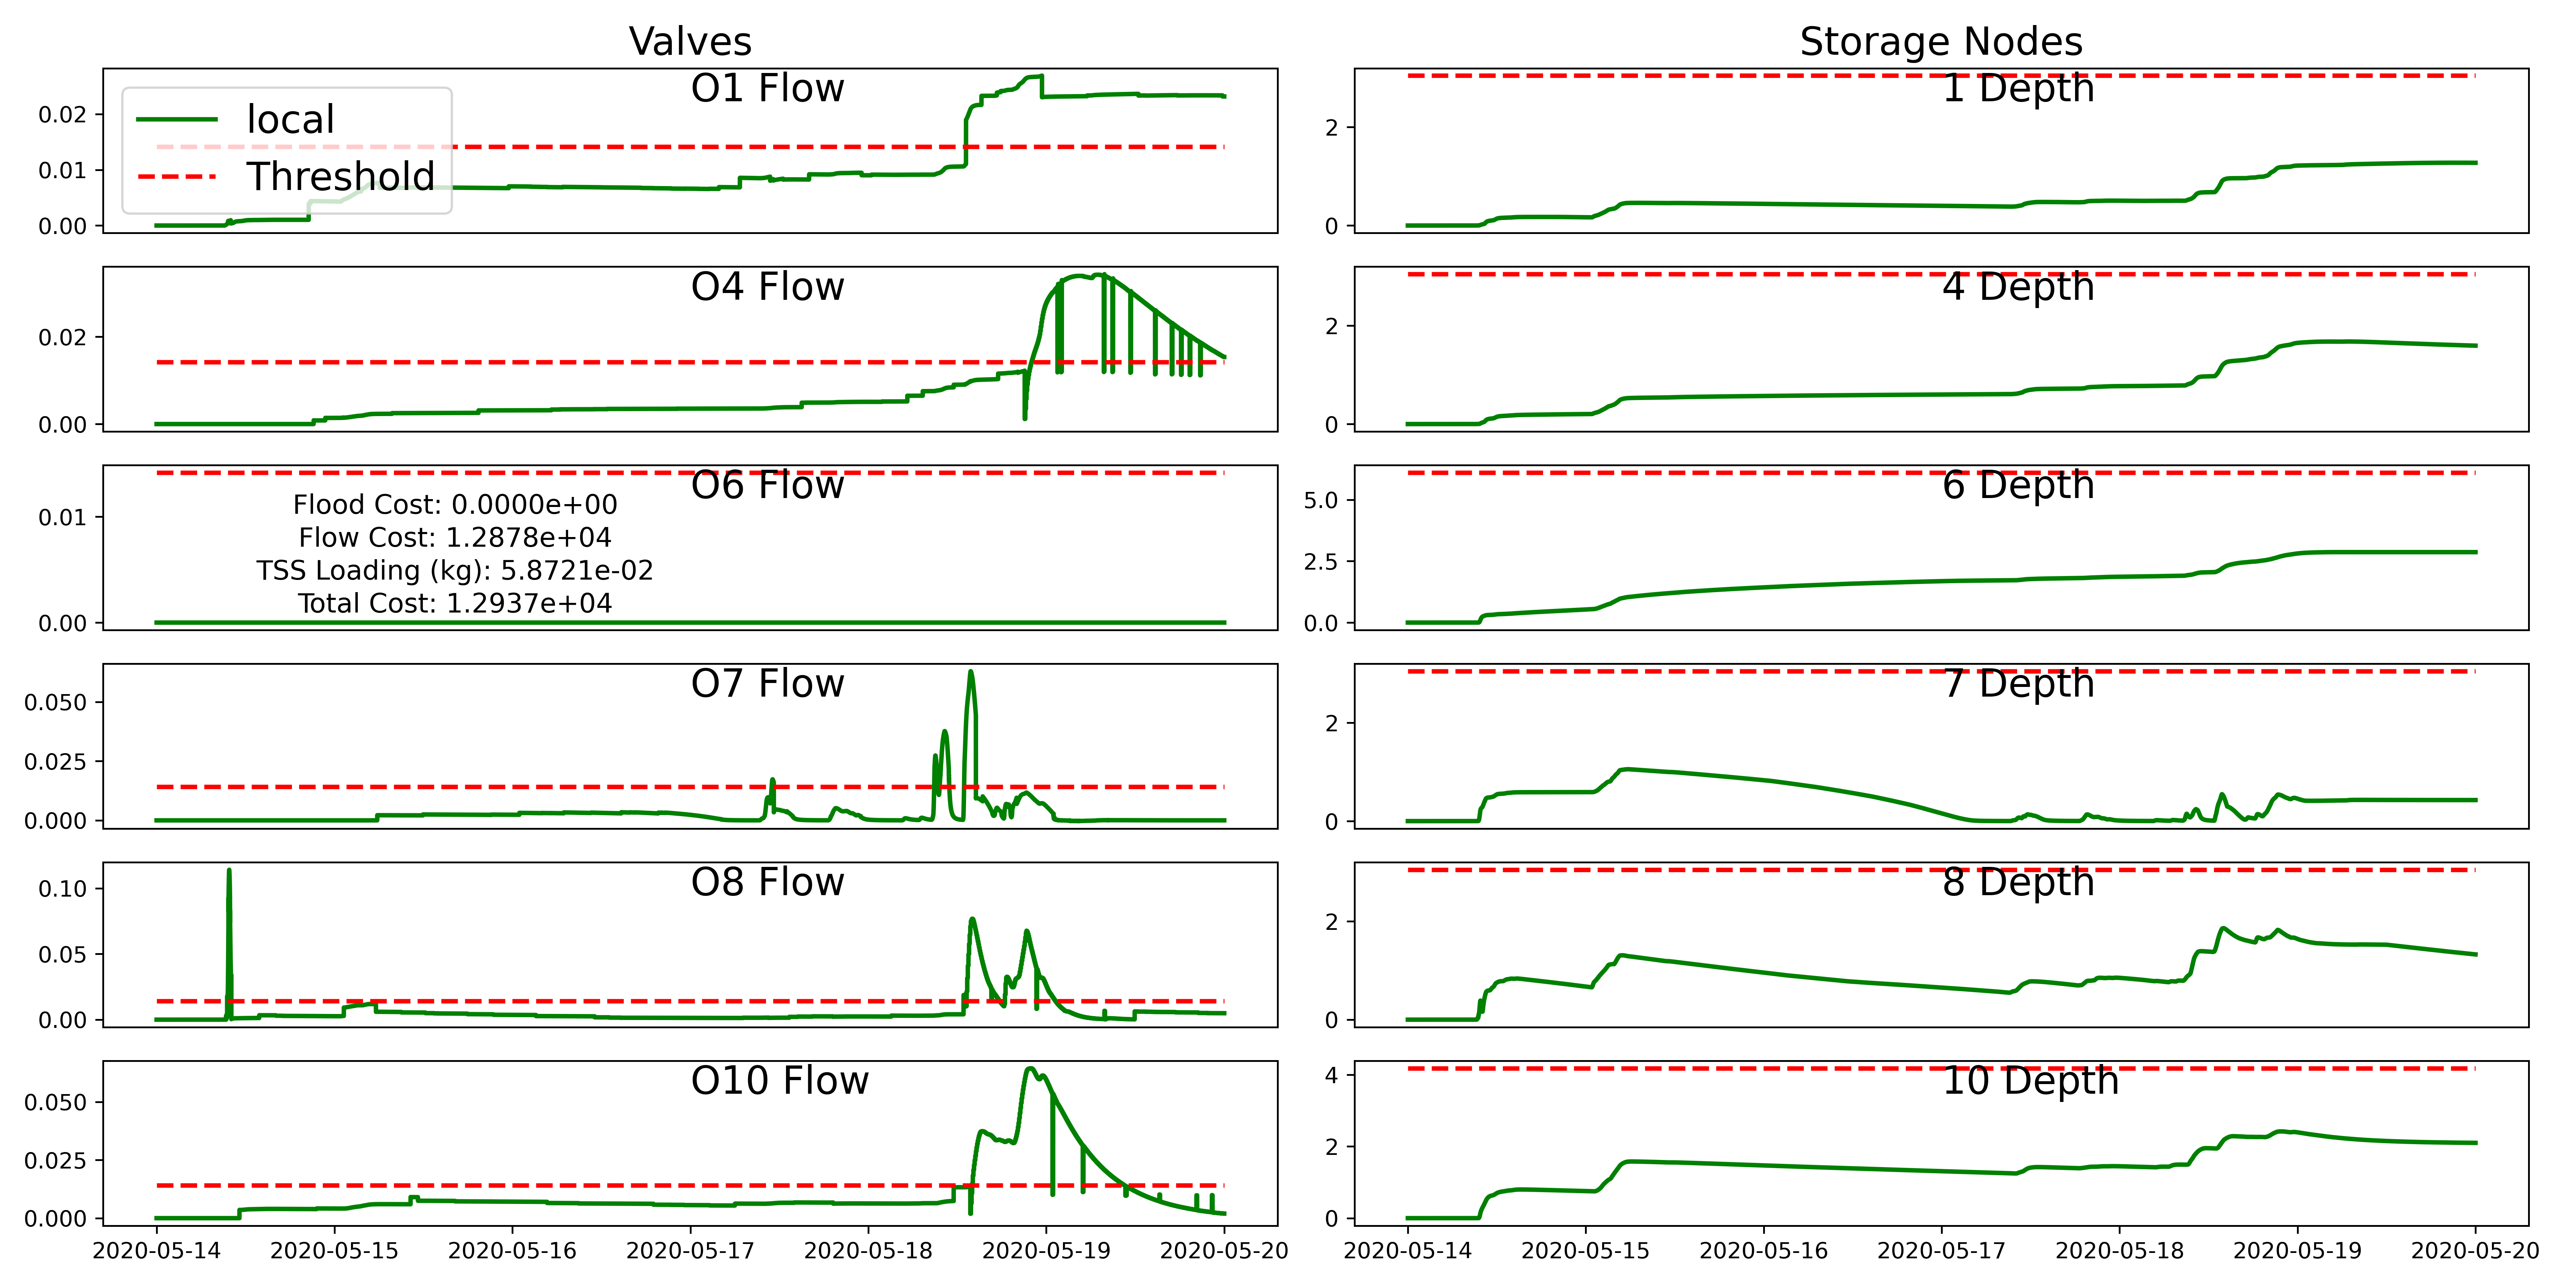 Valves
Storage Nodes
O1 Flow
local
Threshold
0.02
0.01
0.00
1 Depth
2
0
O4 Flow
0.02
0.00
4 Depth
2
0
O6 Flow
0.01
0.00
Flood Cost: 0.0000e+00
Flow Cost: 1.2878e+04
TSS Loading (kg): 5.8721e-02
Total Cost: 1.2937e+04
6 Depth
5.0
2.5
0.0
O7 Flow
0.050
0.025
0.000
7 Depth
2
0
O8 Flow
0.10
0.05
0.00
8 Depth
2
0
O10 Flow
0.050
0.025
0.000
10 Depth
4
2
0
2020-05-14 2020-05-15 2020-05-16 2020-05-17 2020-05-18 2020-05-19 2020-05-20
2020-05-14 2020-05-15 2020-05-16 2020-05-17 2020-05-18 2020-05-19 2020-05-20